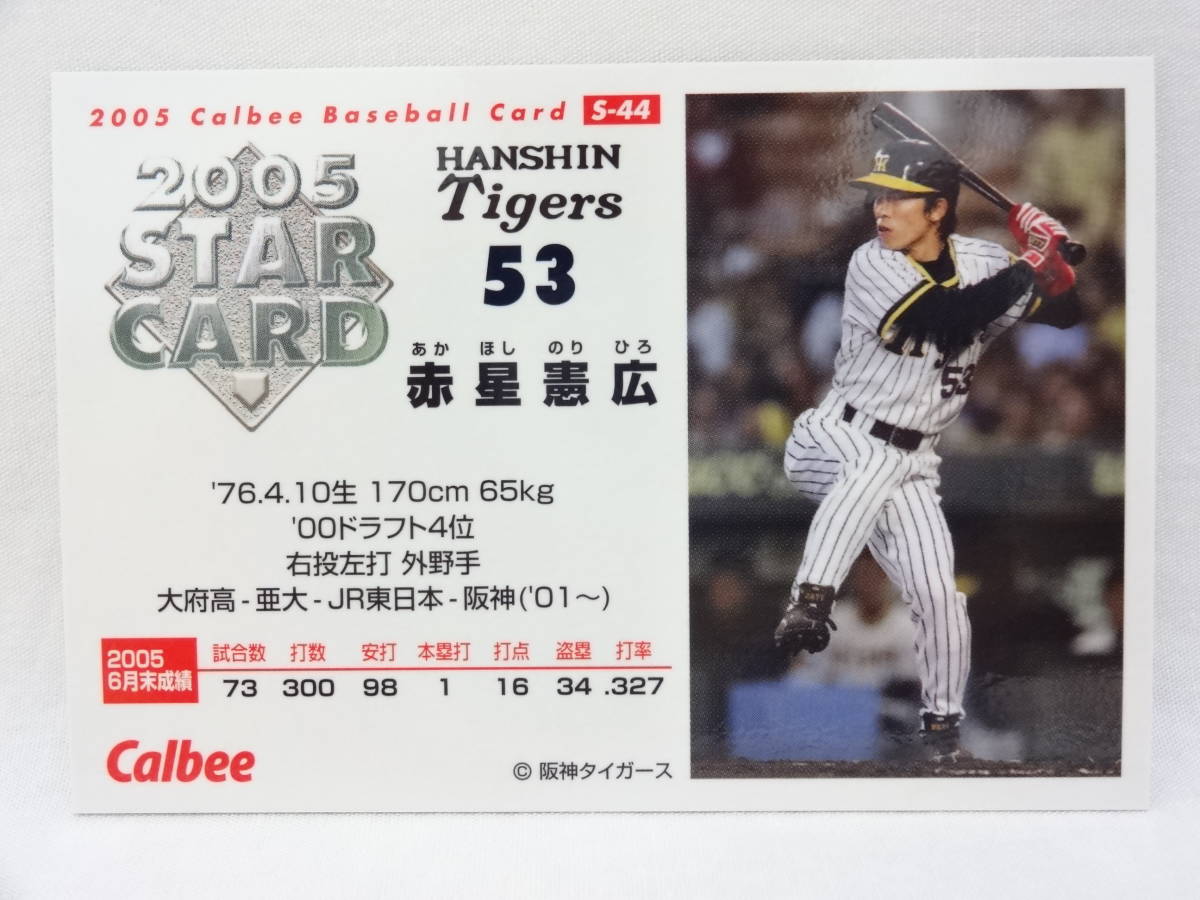 2005 Calbee Baseball Card S-44
2005
STAR
CARD
HANSHIN
Tigers
53
あか ほし のり ひろ
赤星憲広
'76.4.10生 170cm 65kg
'00ドラフト4位
右投左打 外野手
大府高-亜大-JR東日本-阪神('01〜)
2005
6月末成績
試合数 打数 安打 本塁打 打点 盗塁 打率
73 300 98 1 16 34 .327
Calbee
© 阪神タイガース
53